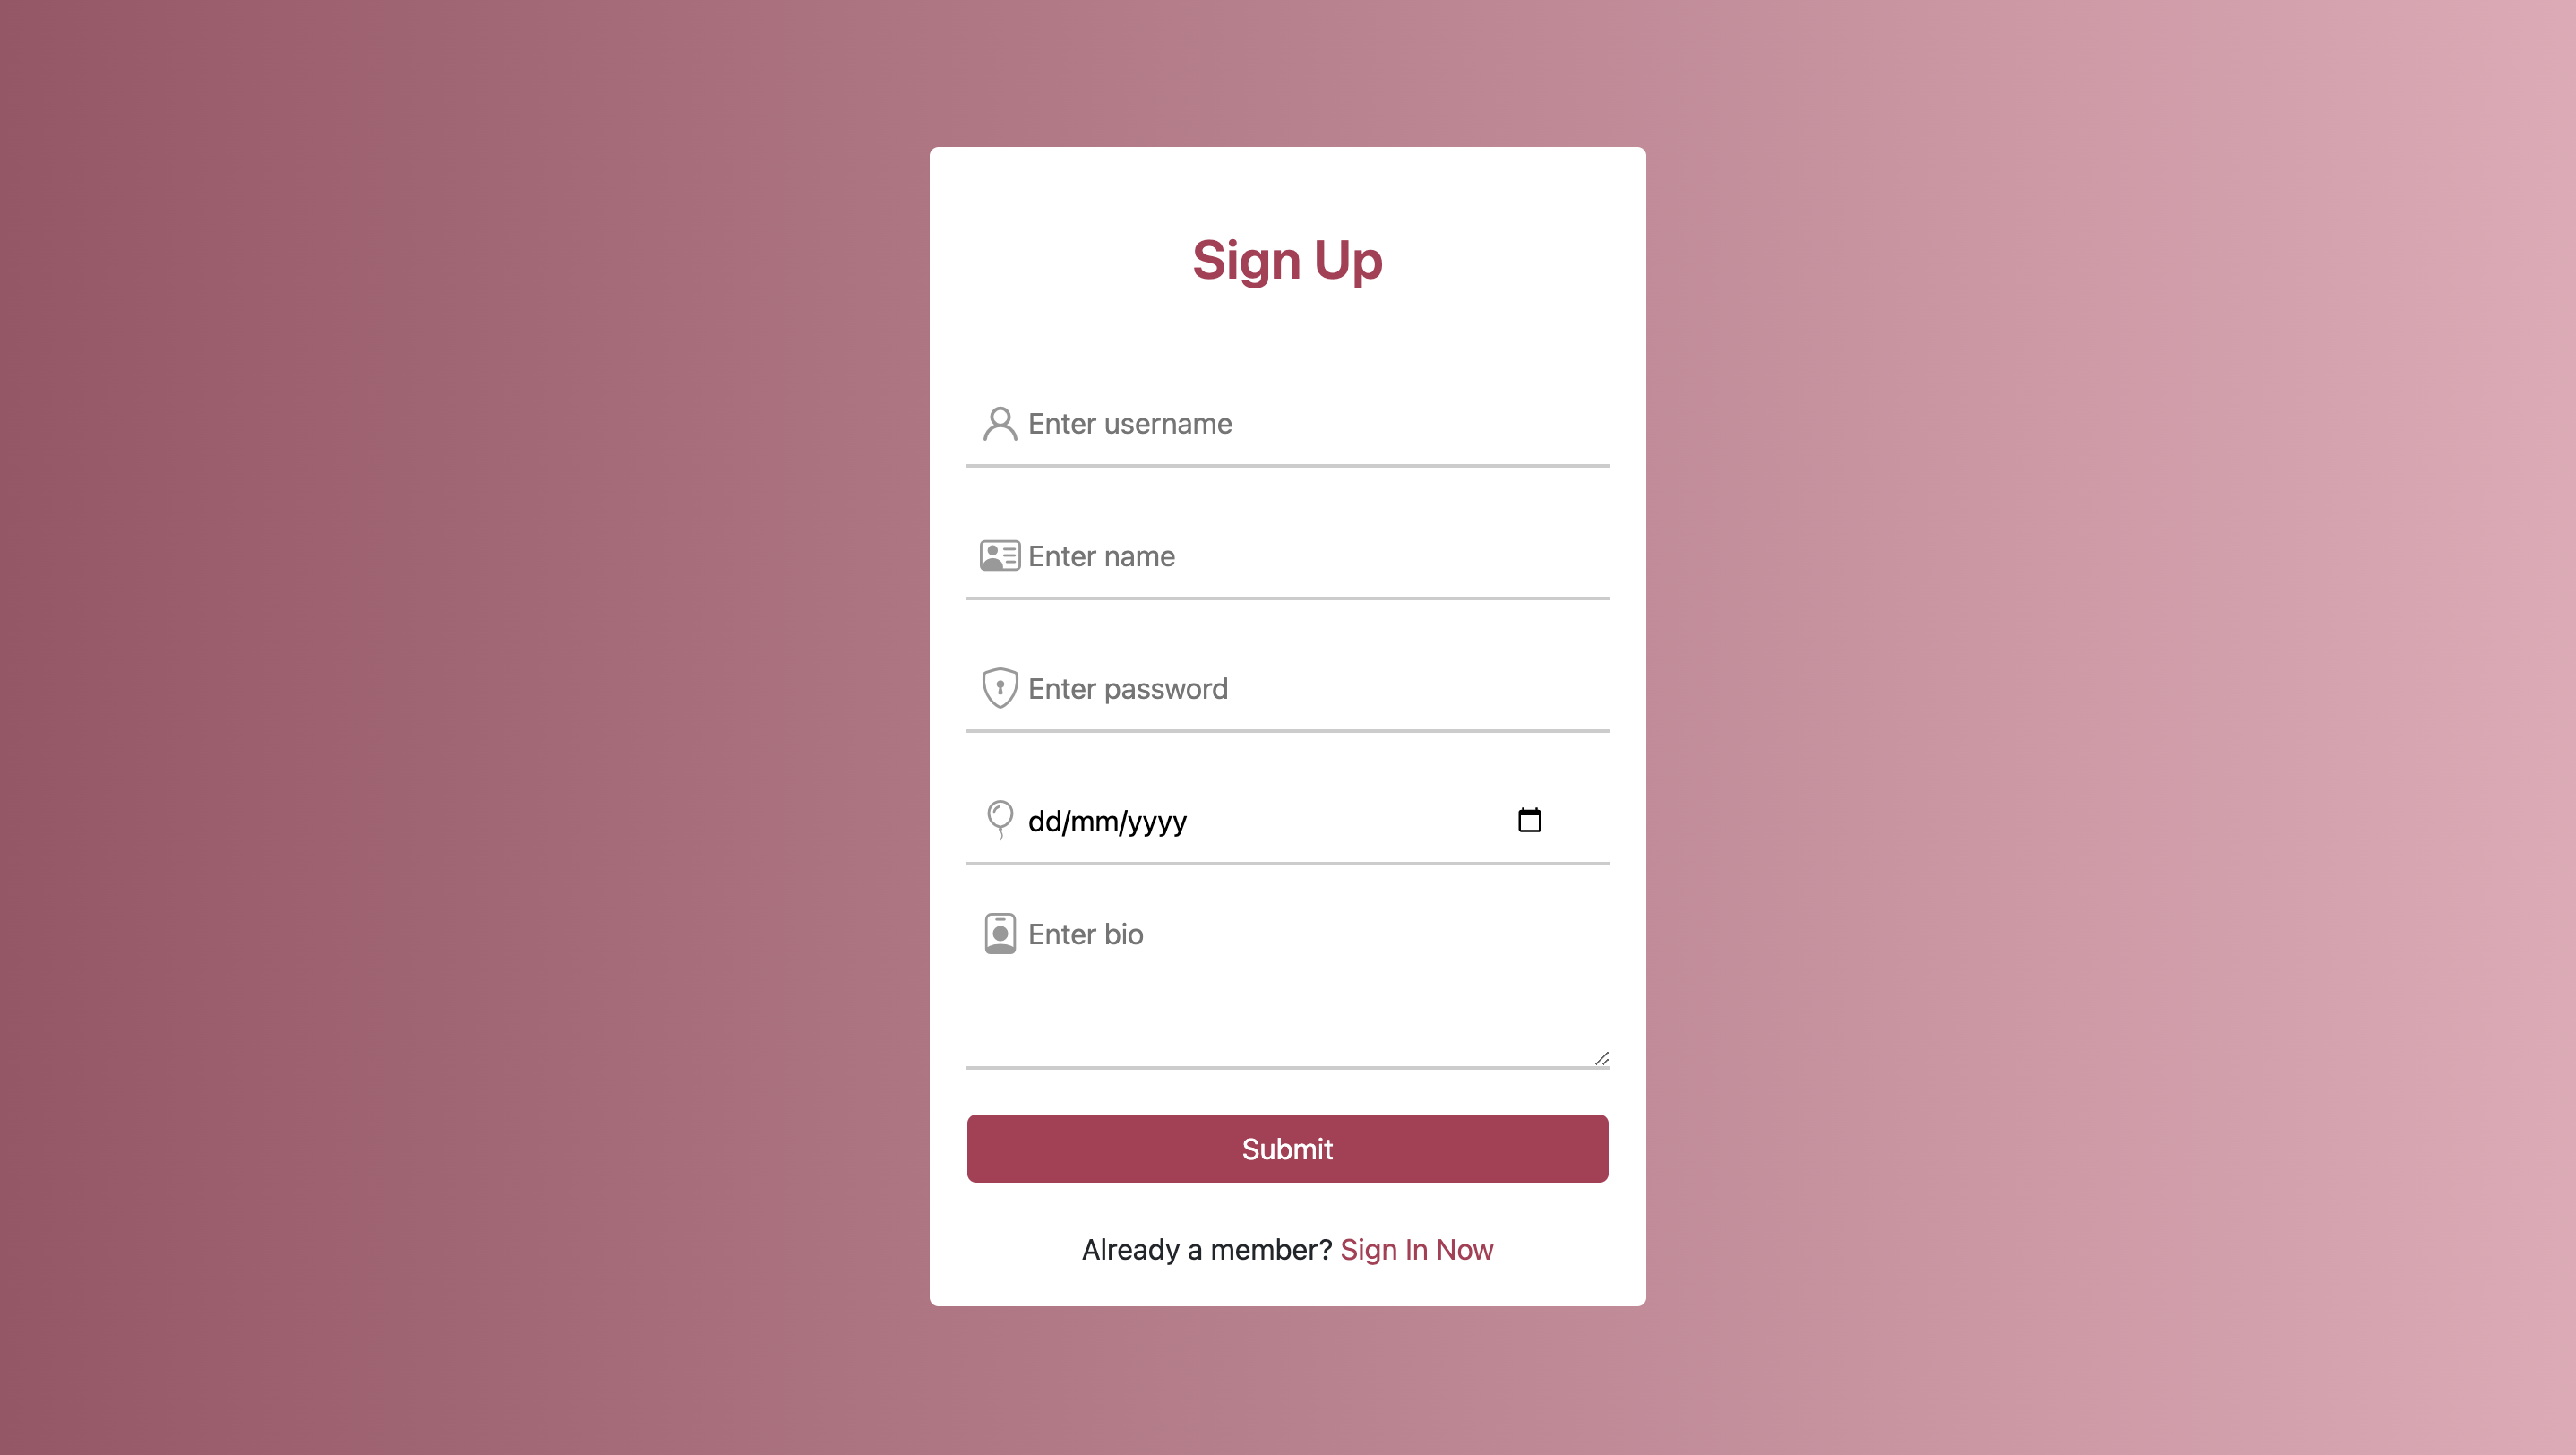 Sign Up
Enter username
Enter name
Enter password
dd/mm/yyyy
Enter bio
Submit
Already a member? Sign In Now